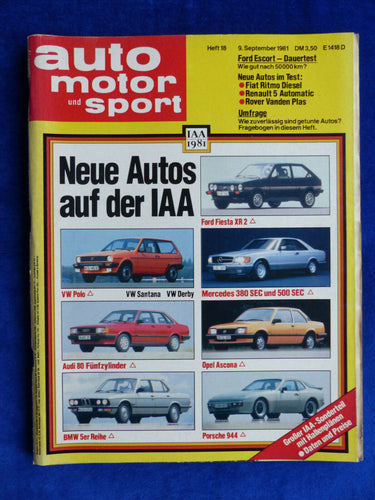 auto
motor
und sport
Heft 18 9. September 1981 DM 3,50 E 1418 D
Ford Escort – Dauertest
Wie gut nach 50 000 km?
Neue Autos im Test:
● Fiat Ritmo Diesel
● Renault 5 Automatic
● Rover Vanden Plas
Umfrage
Wie zuverlässig sind getunte Autos?
Fragebogen in diesem Heft.
IAA
1981
Neue Autos
auf der IAA
Ford Fiesta XR 2 △
VW Polo △ VW Santana VW Derby
Mercedes 380 SEC und 500 SEC △
Audi 80 Fünfzylinder △
Opel Ascona △
BMW 5er Reihe △
Porsche 944 △
Großer IAA-Sonderteil
mit Hallenplänen
● Daten und Preise